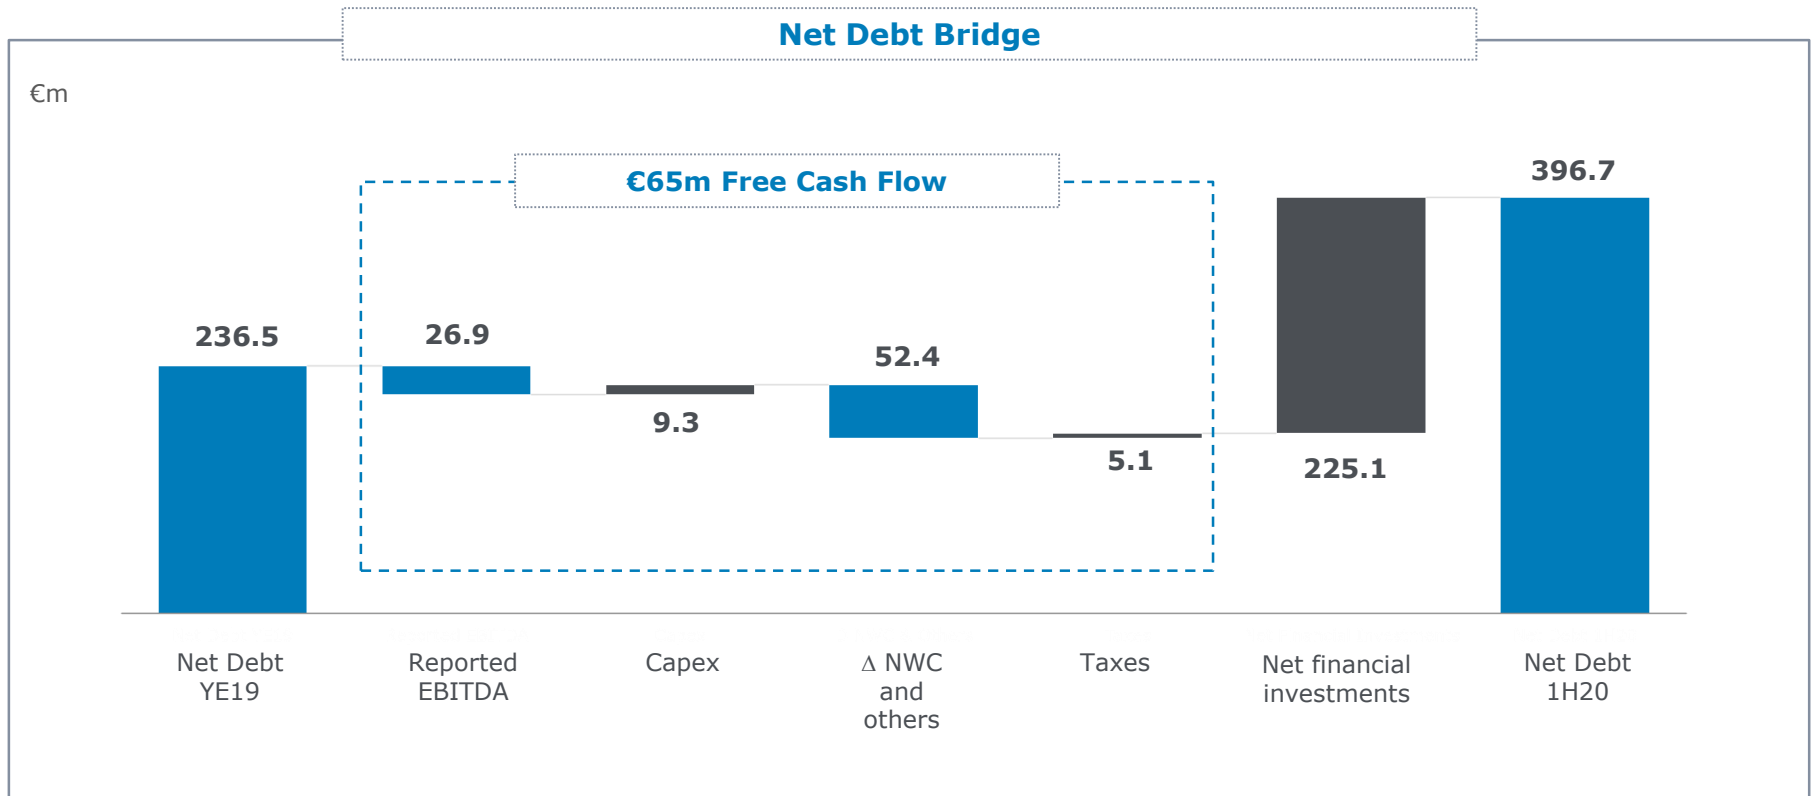 Net Debt Bridge
€m
€65m Free Cash Flow
396.7
236.5
26.9
52.4
9.3
5.1
225.1
Net Debt
YE19
Reported
EBITDA
Capex
Δ NWC
and
others
Taxes
Net financial
investments
Net Debt
1H20